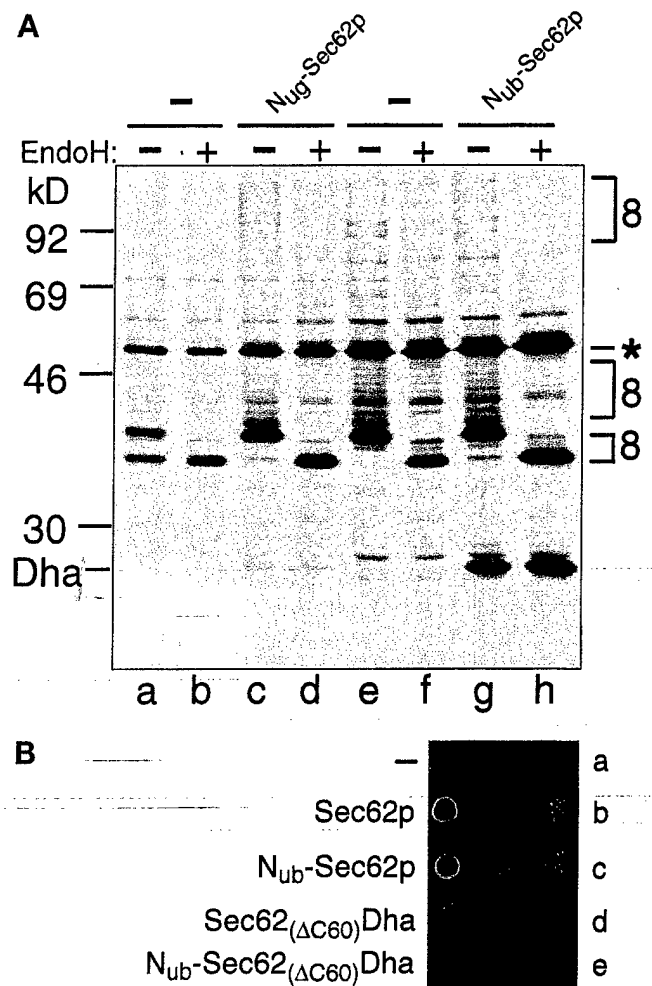 A
– Nug-Sec62p – Nub-Sec62p
EndoH: – + – + – + – +
kD
92
69
46
30
Dha
8
*
8
8
a b c d e f g h
B
– a
Sec62p b
Nub-Sec62p c
Sec62(ΔC60)Dha d
Nub-Sec62(ΔC60)Dha e